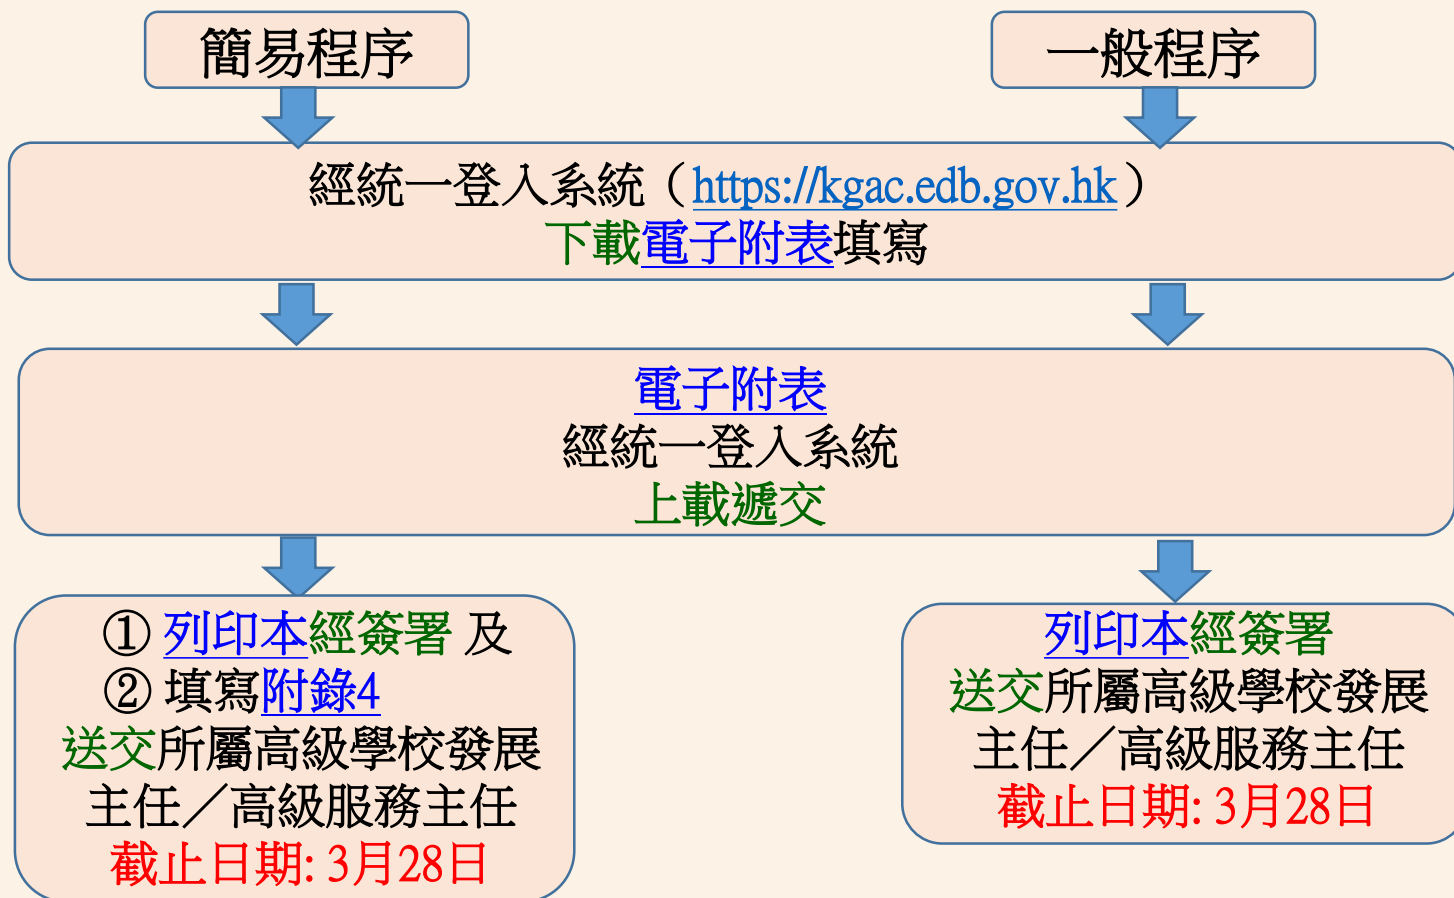 簡易程序
一般程序
經統一登入系統（https://kgac.edb.gov.hk）
下載電子附表填寫
電子附表
經統一登入系統
上載遞交
① 列印本經簽署 及
② 填寫附錄4
送交所屬高級學校發展
主任／高級服務主任
截止日期: 3月28日
列印本經簽署
送交所屬高級學校發展
主任／高級服務主任
截止日期: 3月28日